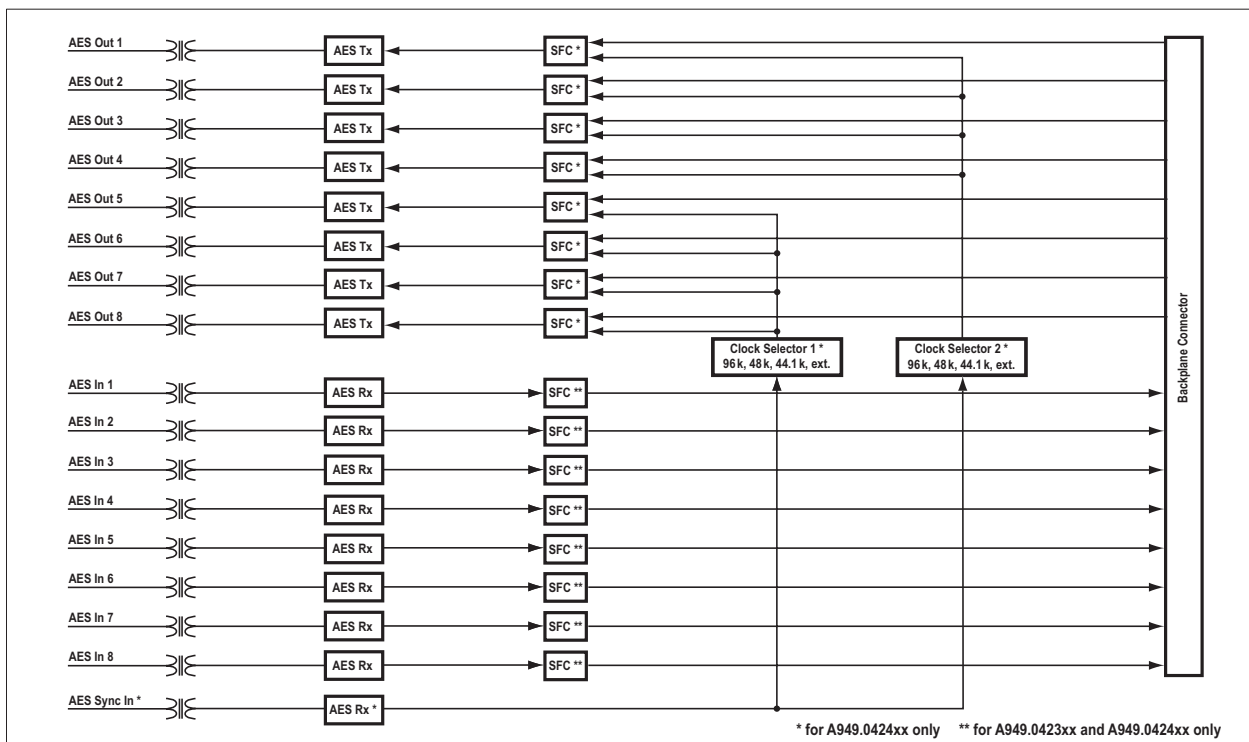 AES Out 1 AES Tx SFC *
AES Out 2 AES Tx SFC *
AES Out 3 AES Tx SFC *
AES Out 4 AES Tx SFC *
AES Out 5 AES Tx SFC *
AES Out 6 AES Tx SFC *
AES Out 7 AES Tx SFC *
AES Out 8 AES Tx SFC *
Clock Selector 1 *
96 k, 48 k, 44.1 k, ext.
Clock Selector 2 *
96 k, 48 k, 44.1 k, ext.
Backplane Connector
AES In 1 AES Rx SFC **
AES In 2 AES Rx SFC **
AES In 3 AES Rx SFC **
AES In 4 AES Rx SFC **
AES In 5 AES Rx SFC **
AES In 6 AES Rx SFC **
AES In 7 AES Rx SFC **
AES In 8 AES Rx SFC **
AES Sync In * AES Rx *
* for A949.0424xx only ** for A949.0423xx and A949.0424xx only